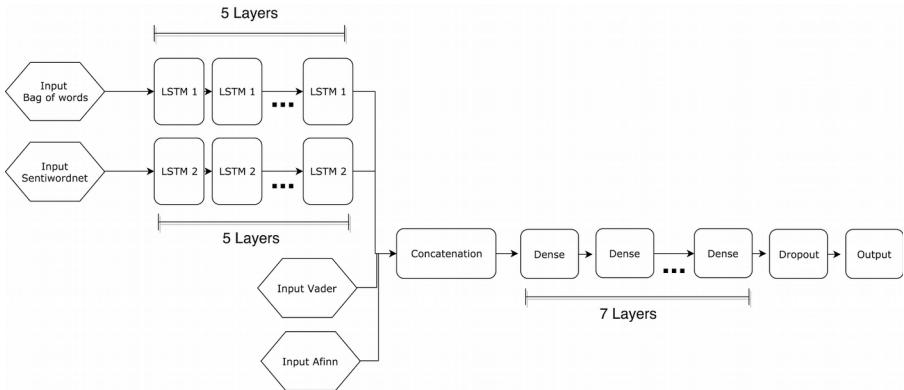 5 Layers
Input
Bag of words
LSTM 1
LSTM 1
...
LSTM 1
Input
Sentiwordnet
LSTM 2
LSTM 2
...
LSTM 2
5 Layers
Concatenation
Dense
Dense
...
Dense
Dropout
Output
Input Vader
7 Layers
Input Afinn